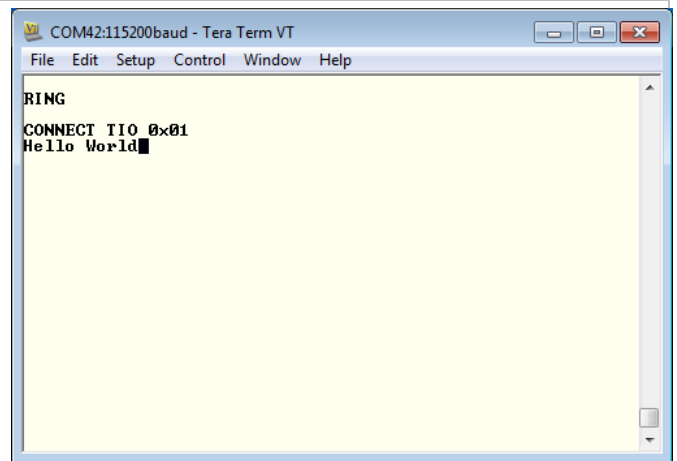 COM42:115200baud - Tera Term VT
File Edit Setup Control Window Help
RING
CONNECT TIO 0x01
Hello World